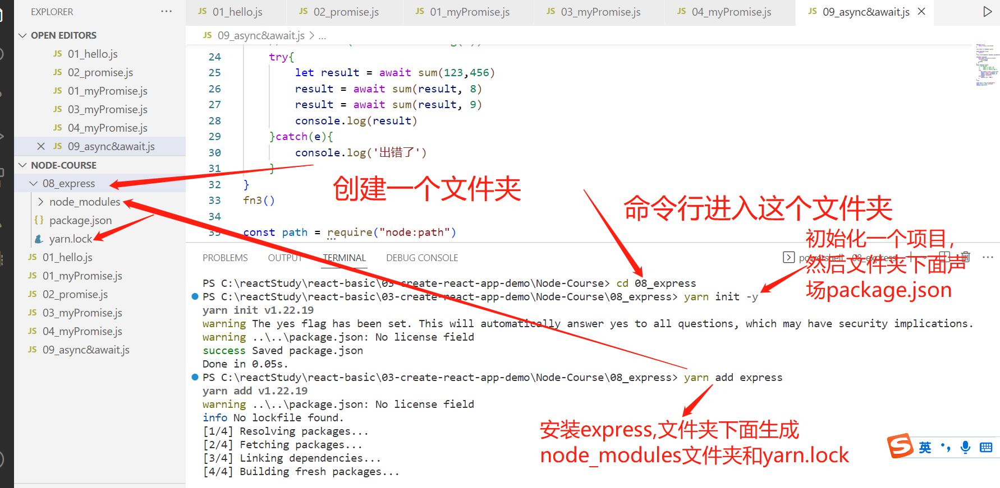 EXPLORER
···
OPEN EDITORS
JS 01_hello.js
JS 02_promise.js
JS 01_myPromise.js
JS 03_myPromise.js
JS 04_myPromise.js
JS 09_async&await.js
NODE-COURSE
08_express
node_modules
{} package.json
yarn.lock
JS 01_hello.js
JS 01_myPromise.js
JS 02_promise.js
JS 03_myPromise.js
JS 04_myPromise.js
JS 09_async&await.js
JS 01_hello.js JS 02_promise.js JS 01_myPromise.js JS 03_myPromise.js JS 04_myPromise.js JS 09_async&await.js
JS 09_async&await.js > ...
24 try{
25 let result = await sum(123,456)
26 result = await sum(result, 8)
27 result = await sum(result, 9)
28 console.log(result)
29 }catch(e){
30 console.log('出错了')
31 }
32 }
33 fn3()
34
35 const path = require("node:path")
创建一个文件夹
命令行进入这个文件夹
初始化一个项目，
然后文件夹下面声
场package.json
PROBLEMS OUTPUT TERMINAL DEBUG CONSOLE
powershell - 08_express
PS C:\reactStudy\react-basic\03-create-react-app-demo\Node-Course> cd 08_express
PS C:\reactStudy\react-basic\03-create-react-app-demo\Node-Course\08_express> yarn init -y
yarn init v1.22.19
warning The yes flag has been set. This will automatically answer yes to all questions, which may have security implications.
warning ..\..\package.json: No license field
success Saved package.json
Done in 0.05s.
PS C:\reactStudy\react-basic\03-create-react-app-demo\Node-Course\08_express> yarn add express
yarn add v1.22.19
warning ..\..\package.json: No license field
info No lockfile found.
[1/4] Resolving packages...
[2/4] Fetching packages...
[3/4] Linking dependencies...
[4/4] Building fresh packages...
安装express,文件夹下面生成
node_modules文件夹和yarn.lock
英